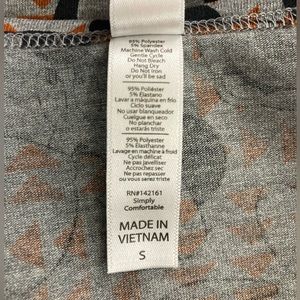 95% Polyester
5% Spandex
Machine Wash Cold
Gentle Cycle
Do Not Bleach
Hang Dry
Do Not Iron
or you'll be sad
95% Poliéster
5% Elastano
Lavar a máquina en frío
Ciclo suave
No usar blanqueador
Cuelgue en seco
No planchar
o estarás triste
95% Polyester
5% Élasthanne
Lavage en machine à froid
Cycle délicat
Ne pas javelliser
Accrochez sec
Ne pas repasser
ou vous serez triste
RN#142161
Simply
Comfortable
MADE IN
VIETNAM
S